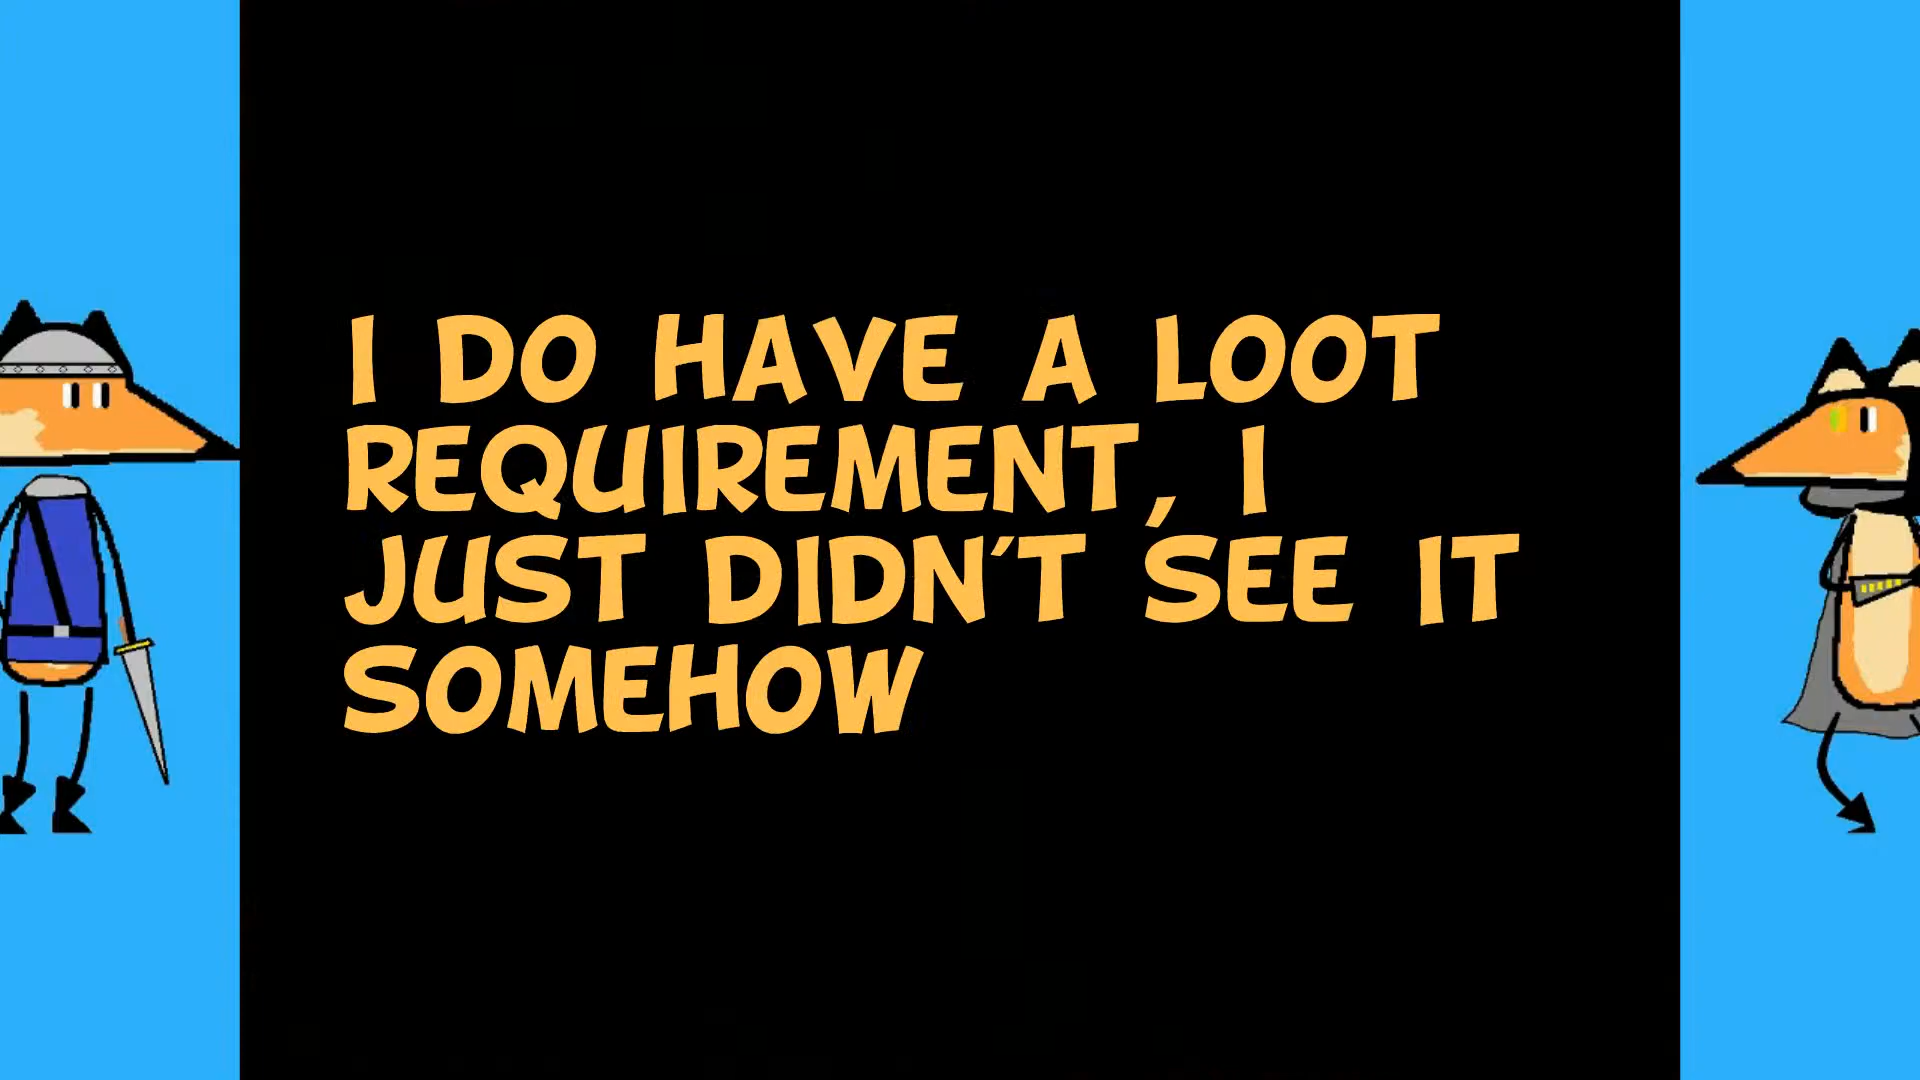 I DO HAVE A LOOT
REQUIREMENT, I
JUST DIDN'T SEE IT
SOMEHOW